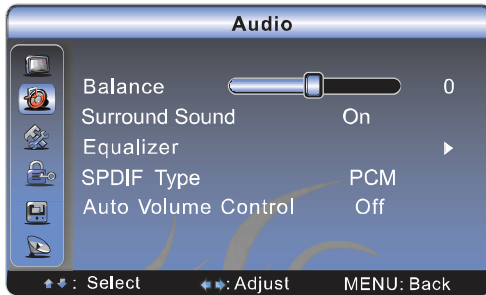 Audio
Balance 0
Surround Sound On
Equalizer
SPDIF Type PCM
Auto Volume Control Off
: Select : Adjust MENU: Back